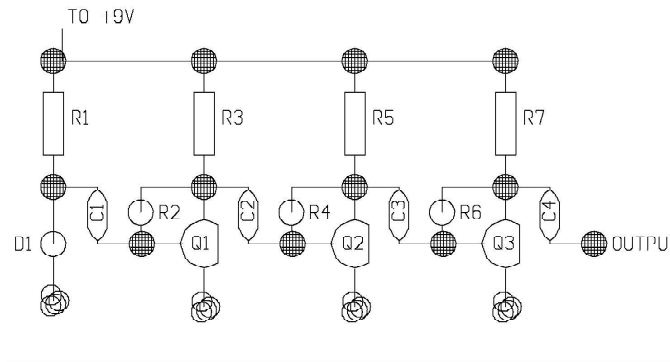 TO 19V
R1 R3 R5 R7
C1 R2 C2 R4 C3 R6 C4
D1 Q1 Q2 Q3 OUTPU